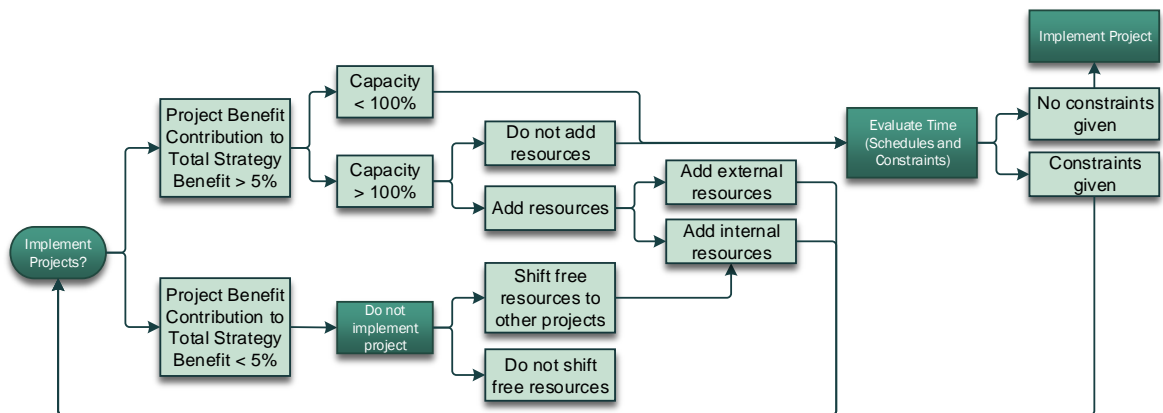 Implement
Projects?
Project Benefit
Contribution to
Total Strategy
Benefit > 5%
Project Benefit
Contribution to
Total Strategy
Benefit < 5%
Capacity
< 100%
Capacity
> 100%
Do not
implement
project
Do not add
resources
Add resources
Shift free
resources to
other projects
Do not shift
free resources
Add external
resources
Add internal
resources
Evaluate Time
(Schedules and
Constraints)
Implement Project
No constraints
given
Constraints
given